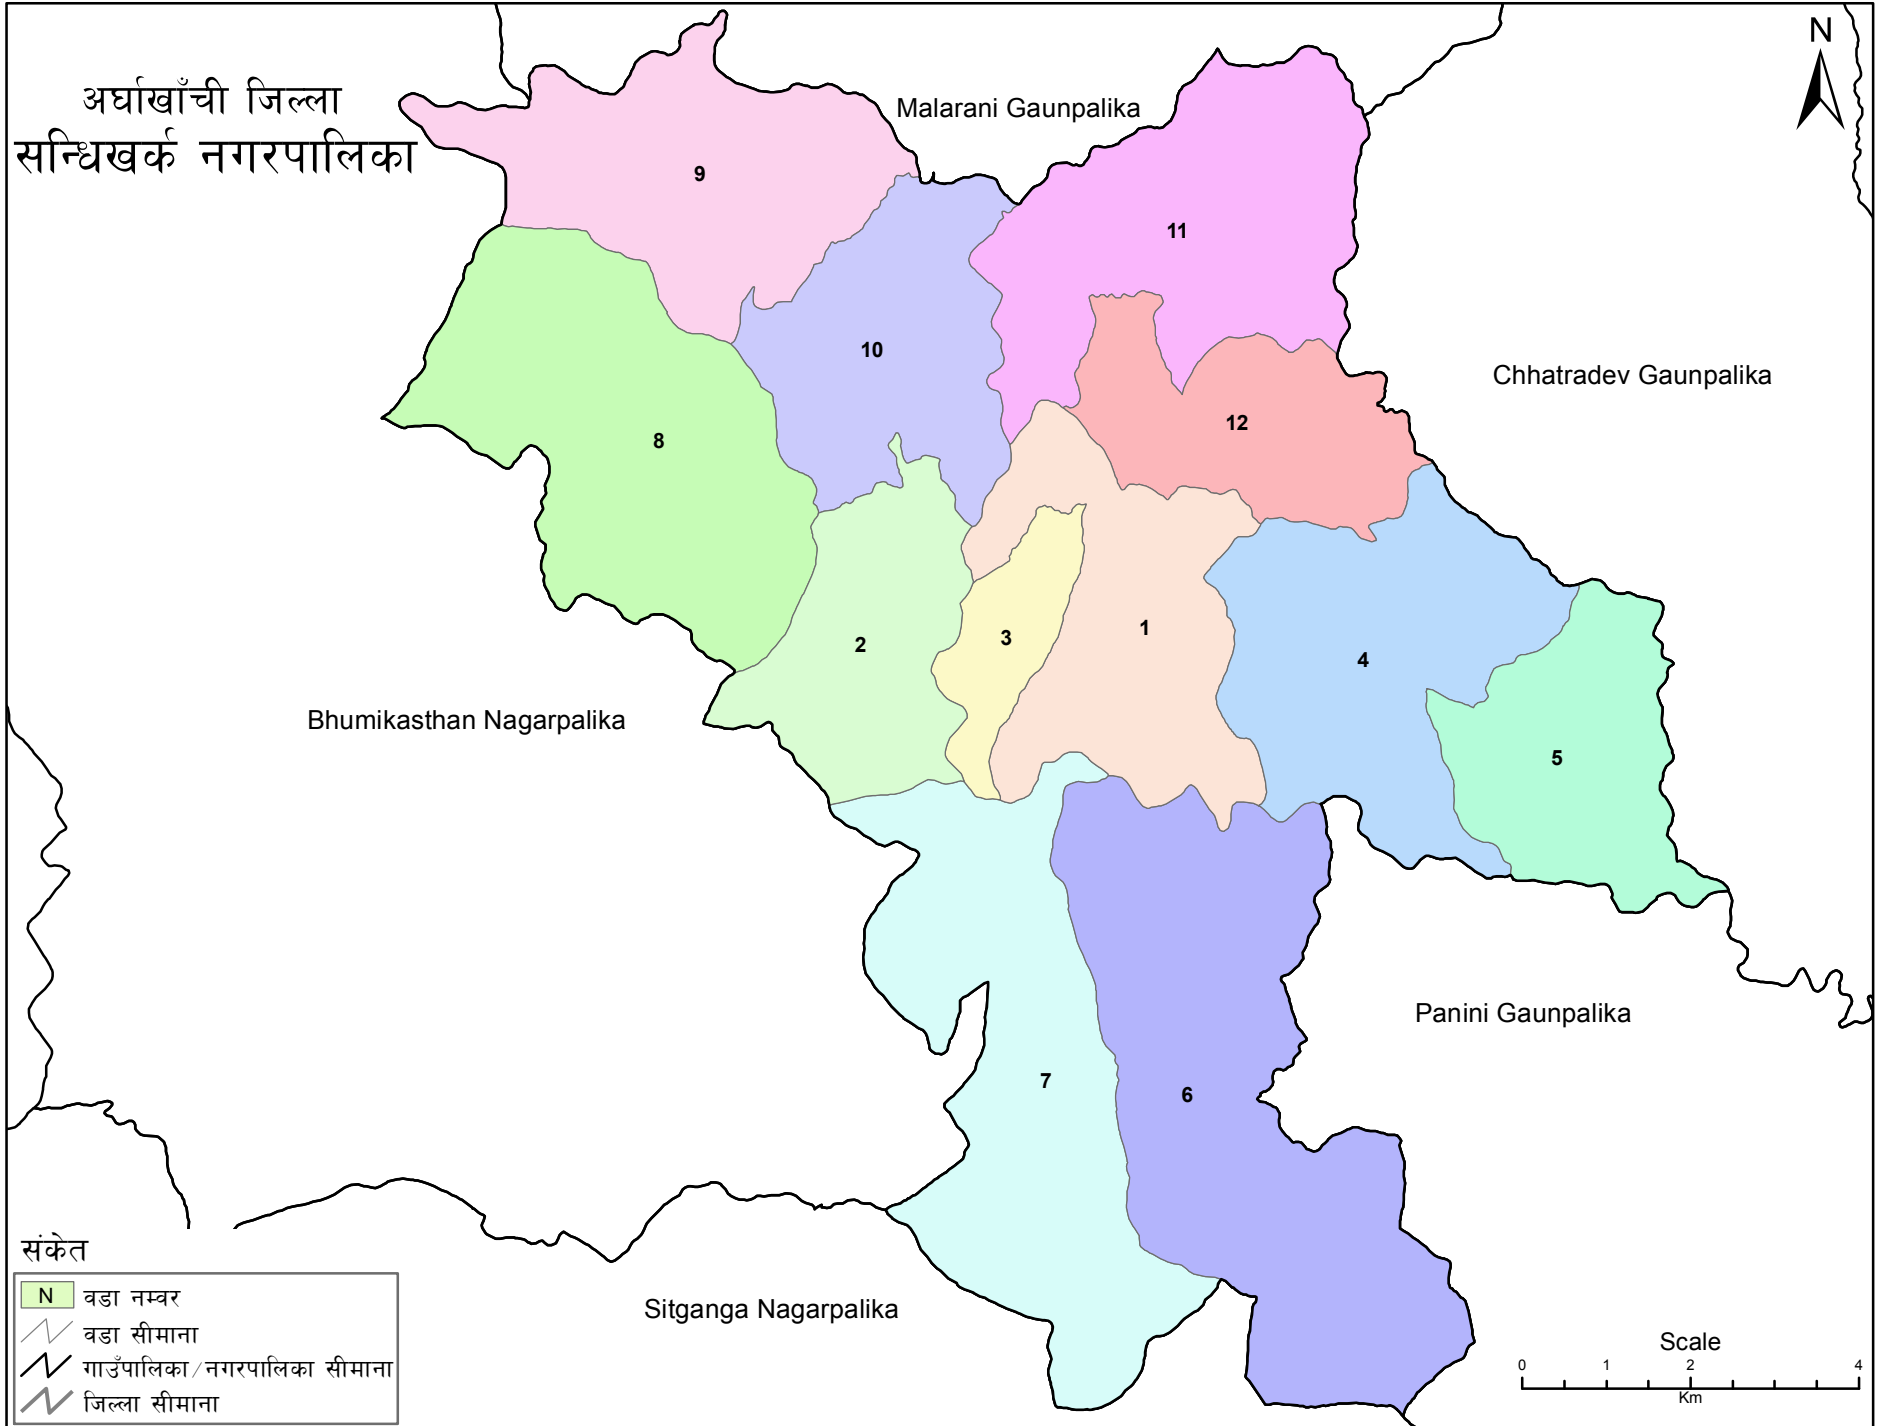 अर्घाखाँची जिल्ला
सन्धिखर्क नगरपालिका
N
Malarani Gaunpalika
9
11
10
Chhatradev Gaunpalika
12
8
1
3
2
4
Bhumikasthan Nagarpalika
5
Panini Gaunpalika
7
6
संकेत
N वडा नम्वर
वडा सीमाना
गाउँपालिका/नगरपालिका सीमाना
जिल्ला सीमाना
Sitganga Nagarpalika
Scale
0 1 2 4
Km